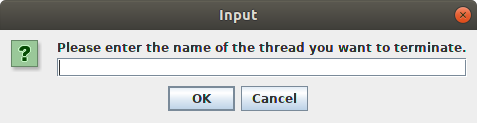 Input
Please enter the name of the thread you want to terminate.
OK
Cancel